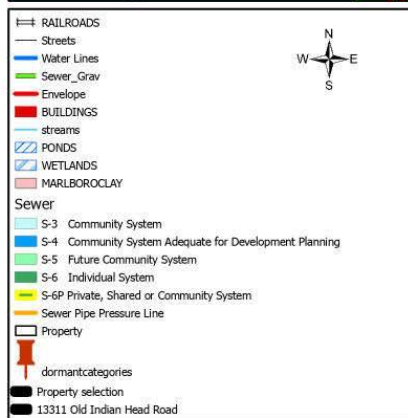 RAILROADS
Streets
Water Lines
Sewer_Grav
Envelope
BUILDINGS
streams
PONDS
WETLANDS
MARLBOROCLAY
Sewer
S-3 Community System
S-4 Community System Adequate for Development Planning
S-5 Future Community System
S-6 Individual System
S-6P Private, Shared or Community System
Sewer Pipe Pressure Line
Property
dormantcategories
Property selection
13311 Old Indian Head Road
N
W E
S